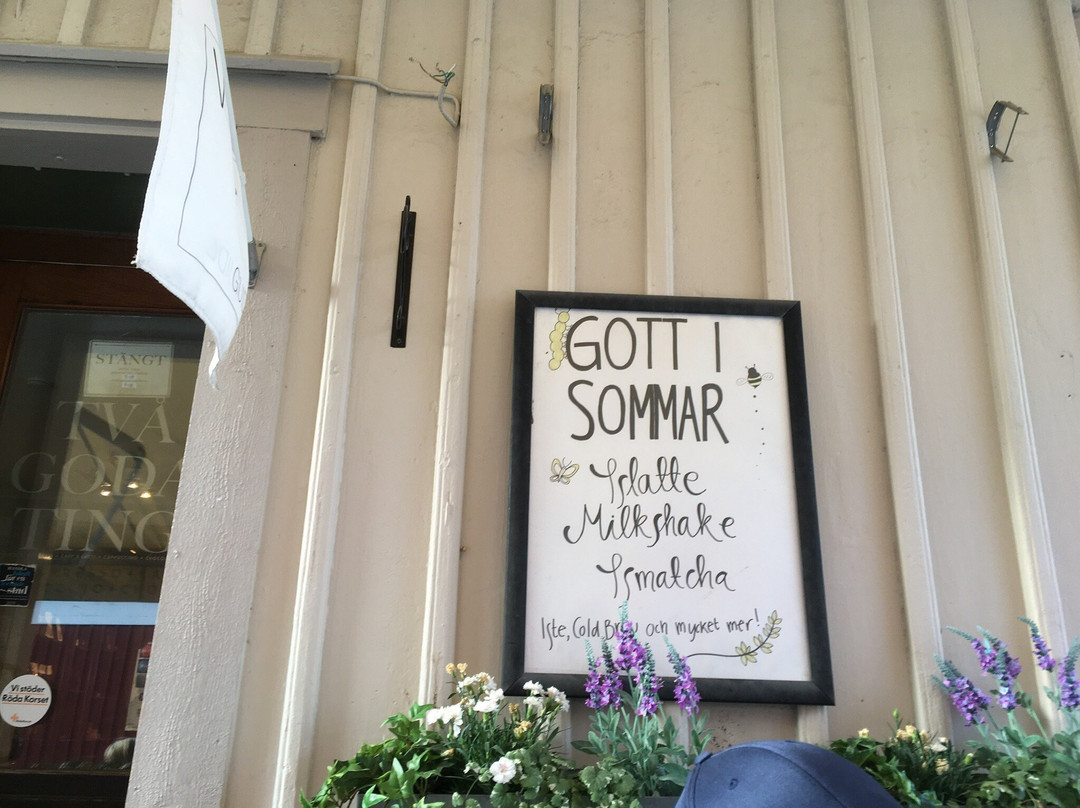 GOTT I
SOMMAR
Islatte
Milkshake
Ismatcha
Iste, Cold Brew och mycket mer!
STÄNGT
TVÅ
GODA
TING
Vi stöder
Röda Korset